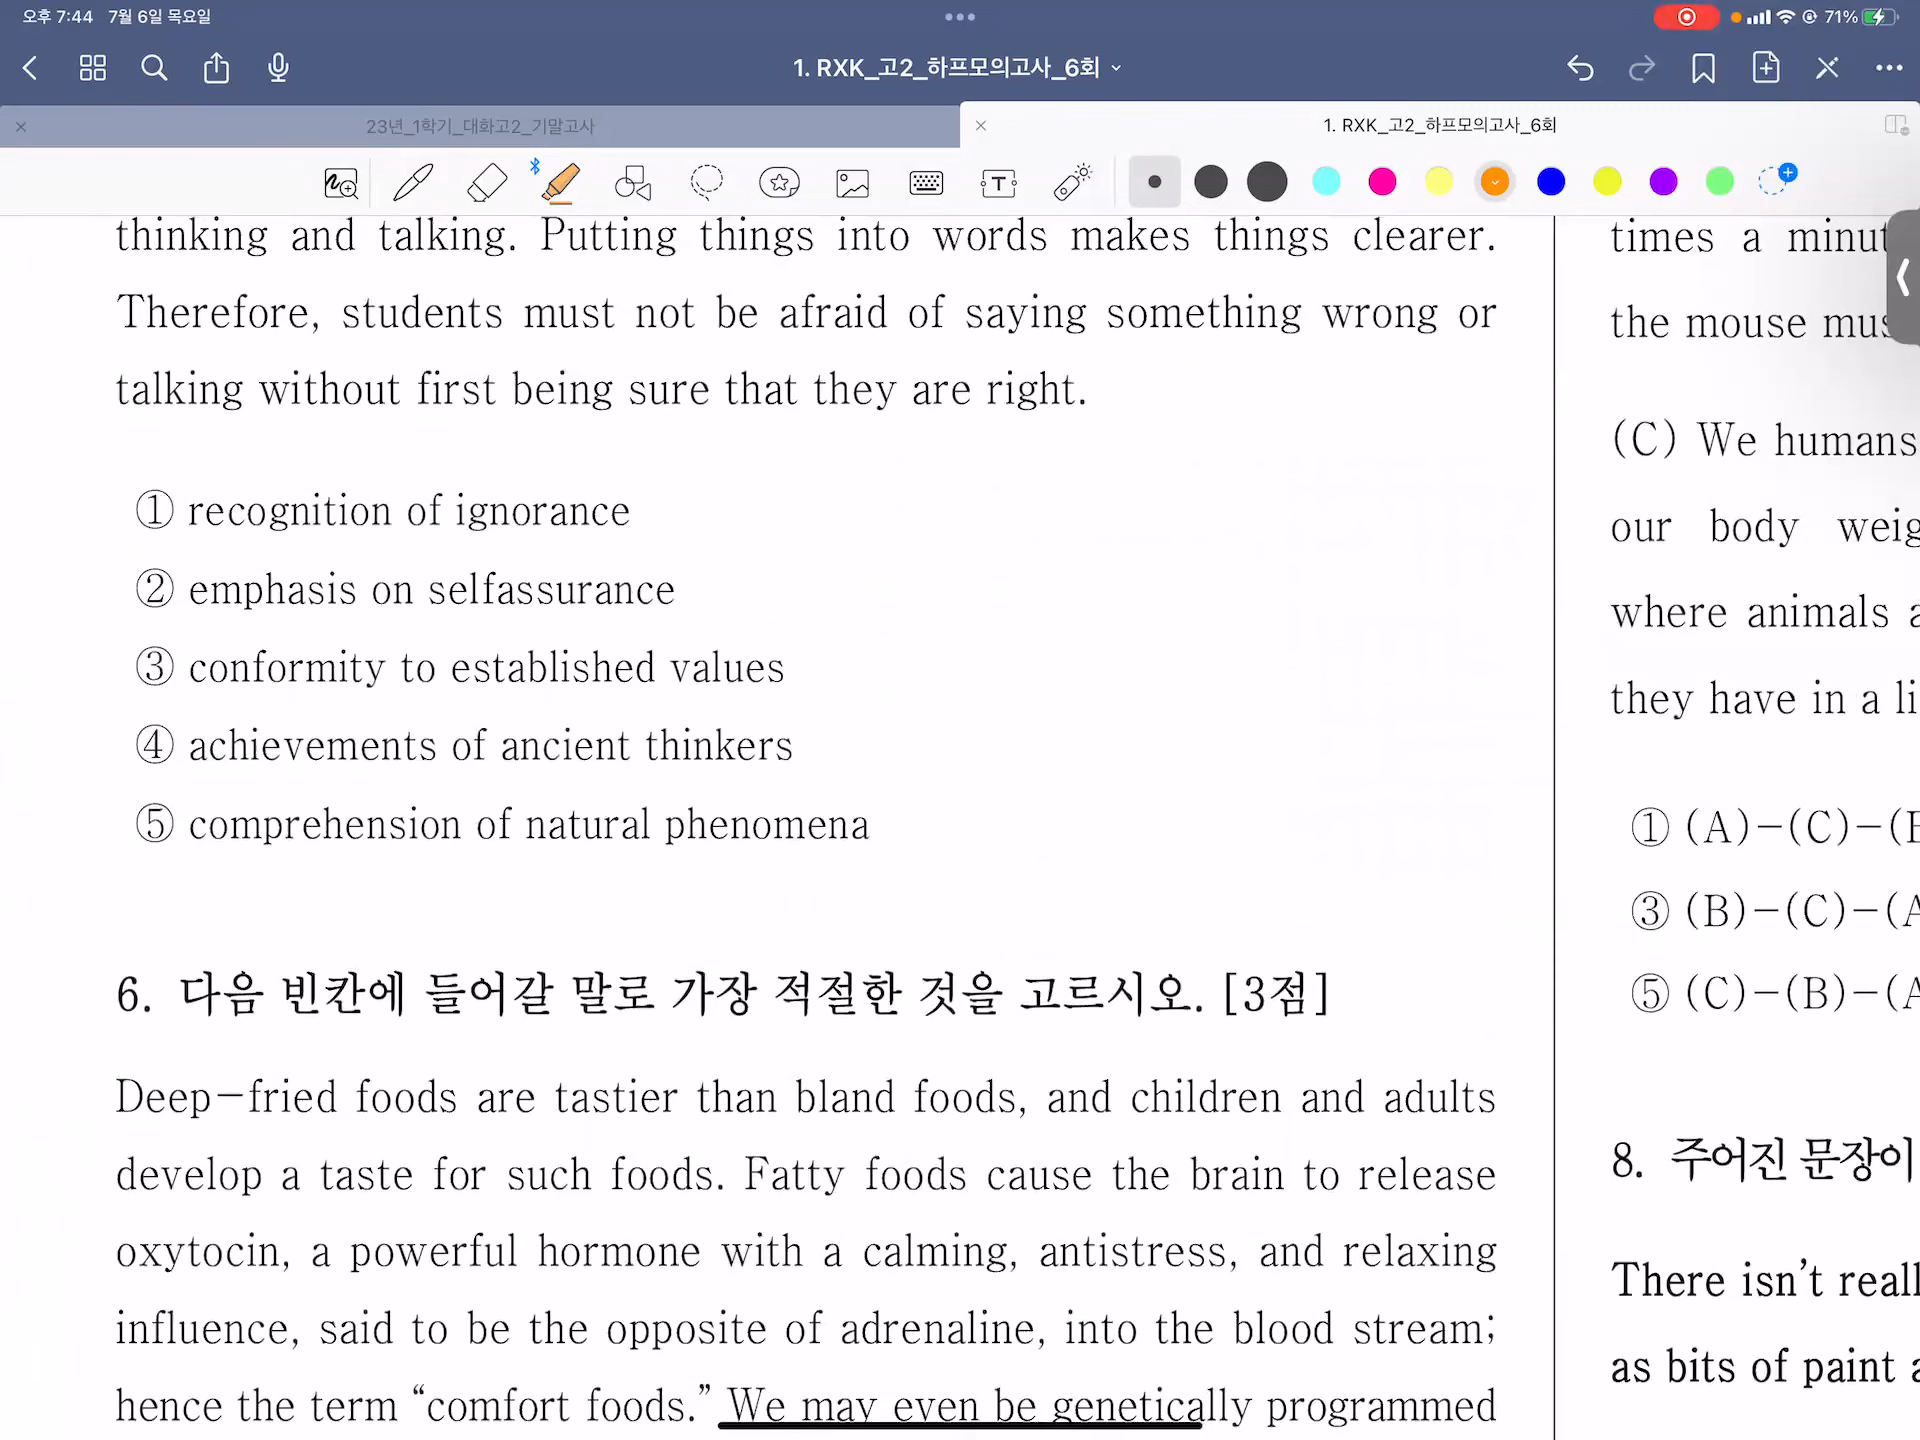 오후 7:44 7월 6일 목요일
71%
1. RXK_고2_하프모의고사_6회
23년_1학기_대화고2_기말고사
1. RXK_고2_하프모의고사_6회
thinking and talking. Putting things into words makes things clearer.
Therefore, students must not be afraid of saying something wrong or
talking without first being sure that they are right.
① recognition of ignorance
② emphasis on selfassurance
③ conformity to established values
④ achievements of ancient thinkers
⑤ comprehension of natural phenomena
6. 다음 빈칸에 들어갈 말로 가장 적절한 것을 고르시오. [3점]
Deep-fried foods are tastier than bland foods, and children and adults
develop a taste for such foods. Fatty foods cause the brain to release
oxytocin, a powerful hormone with a calming, antistress, and relaxing
influence, said to be the opposite of adrenaline, into the blood stream;
hence the term “comfort foods.” We may even be genetically programmed
times a
the mouse
(C) We humans
our body
where animals
they have in a
① (A)-(C)-
③ (B)-(C)-
⑤ (C)-(B)-
8. 주어진 문장이
There isn’t
as bits of paint